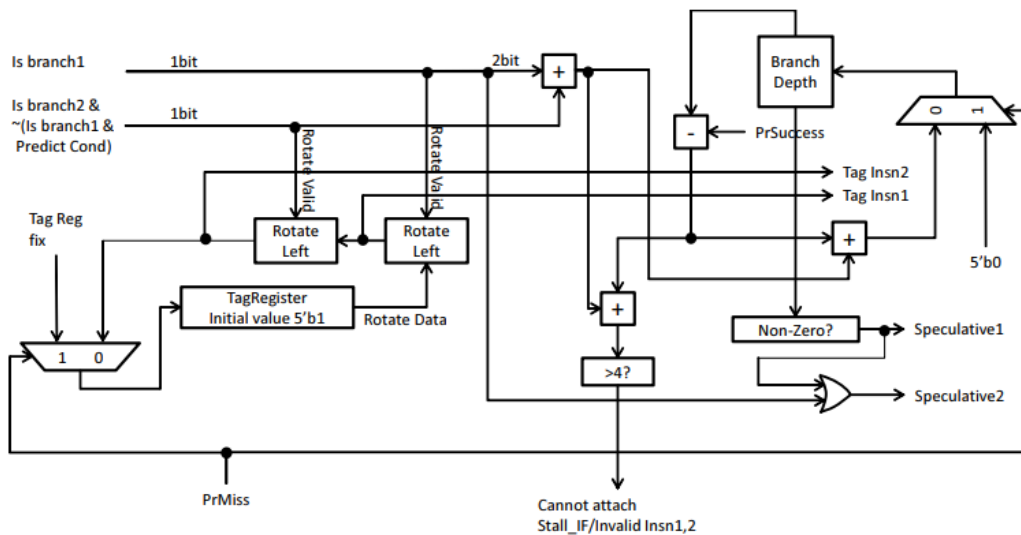 Is branch1
1bit
2bit
+
Branch
Depth
Is branch2 &
~(Is branch1 &
Predict Cond)
1bit
Rotate Valid
Rotate Valid
-
PrSuccess
0
1
Tag Insn2
Tag Insn1
Tag Reg
fix
Rotate
Left
Rotate
Left
+
5'b0
TagRegister
Initial value 5'b1
Rotate Data
+
Non-Zero?
Speculative1
1 0
>4?
Speculative2
PrMiss
Cannot attach
Stall_IF/Invalid Insn1,2